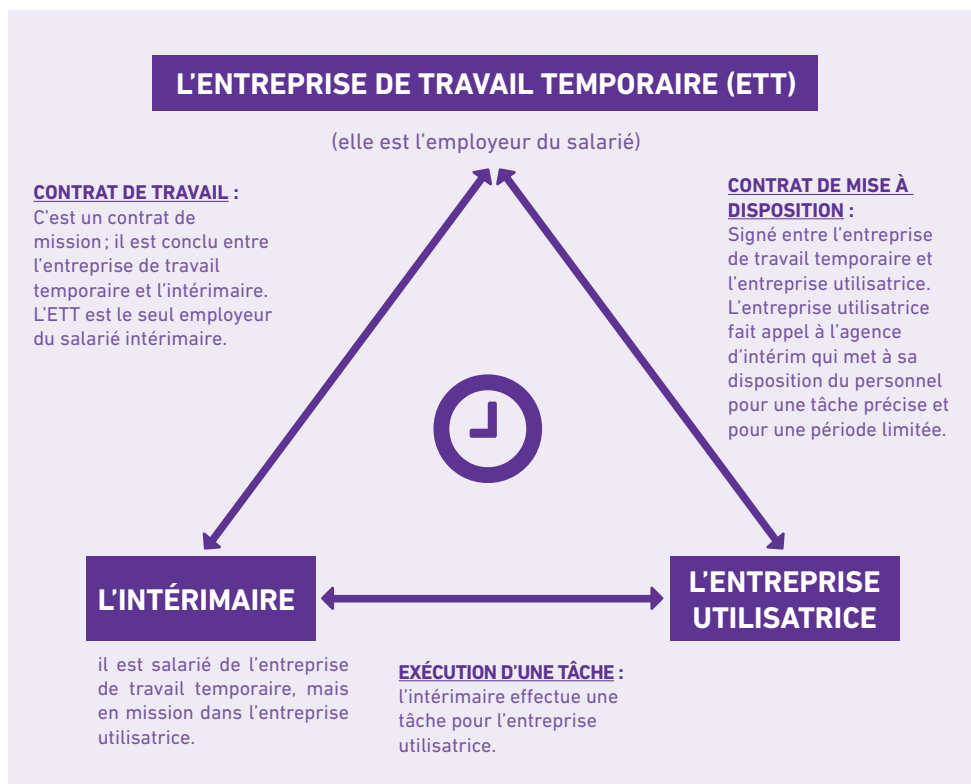 L'ENTREPRISE DE TRAVAIL TEMPORAIRE (ETT)
(elle est l'employeur du salarié)
CONTRAT DE TRAVAIL :
C'est un contrat de
mission ; il est conclu entre
l'entreprise de travail
temporaire et l'intérimaire.
L'ETT est le seul employeur
du salarié intérimaire.
CONTRAT DE MISE À
DISPOSITION :
Signé entre l'entreprise
de travail temporaire et
l'entreprise utilisatrice.
L'entreprise utilisatrice
fait appel à l'agence
d'intérim qui met à sa
disposition du personnel
pour une tâche précise et
pour une période limitée.
L'INTÉRIMAIRE
L'ENTREPRISE
UTILISATRICE
il est salarié de l'entreprise
de travail temporaire, mais
en mission dans l'entreprise
utilisatrice.
EXÉCUTION D'UNE TÂCHE :
l'intérimaire effectue une
tâche pour l'entreprise
utilisatrice.